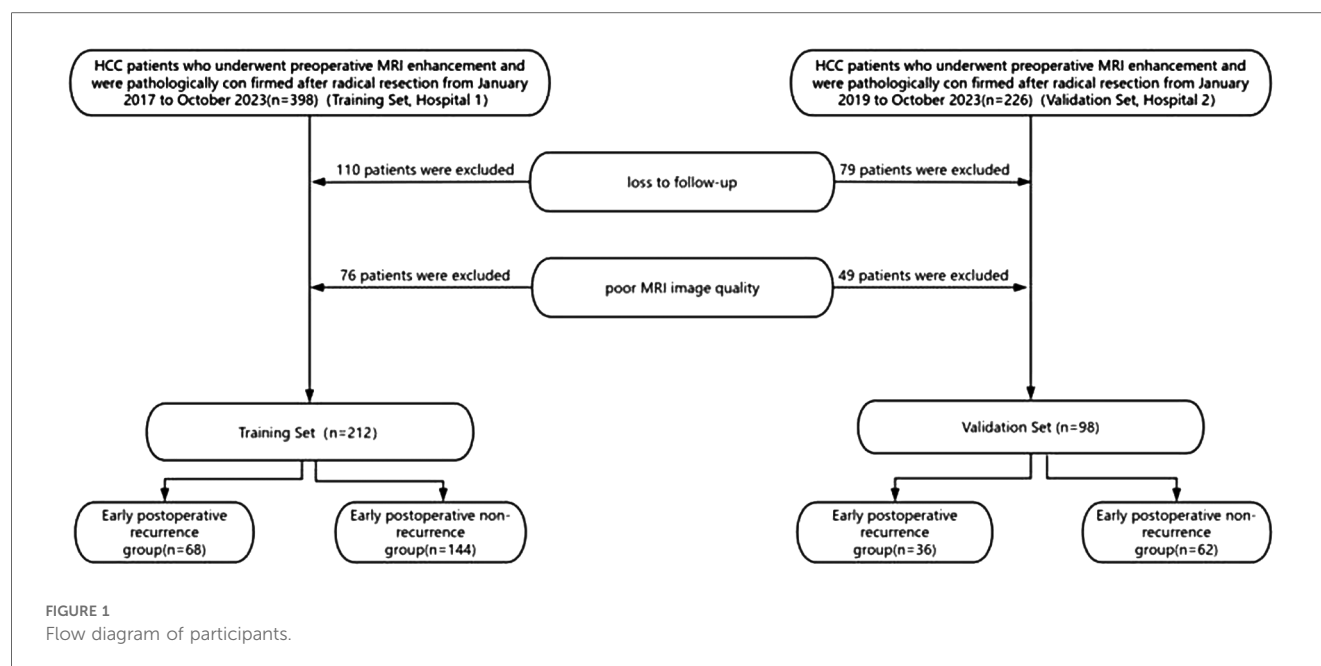 HCC patients who underwent preoperative MRI enhancement and
were pathologically con firmed after radical resection from January
2017 to October 2023(n=398) (Training Set, Hospital 1)
HCC patients who underwent preoperative MRI enhancement and
were pathologically con firmed after radical resection from January
2019 to October 2023(n=226) (Validation Set, Hospital 2)
110 patients were excluded
loss to follow-up
79 patients were excluded
76 patients were excluded
poor MRI image quality
49 patients were excluded
Training Set (n=212)
Validation Set (n=98)
Early postoperative
recurrence
group(n=68)
Early postoperative non-
recurrence
group(n=144)
Early postoperative
recurrence
group(n=36)
Early postoperative non-
recurrence
group(n=62)
FIGURE 1
Flow diagram of participants.